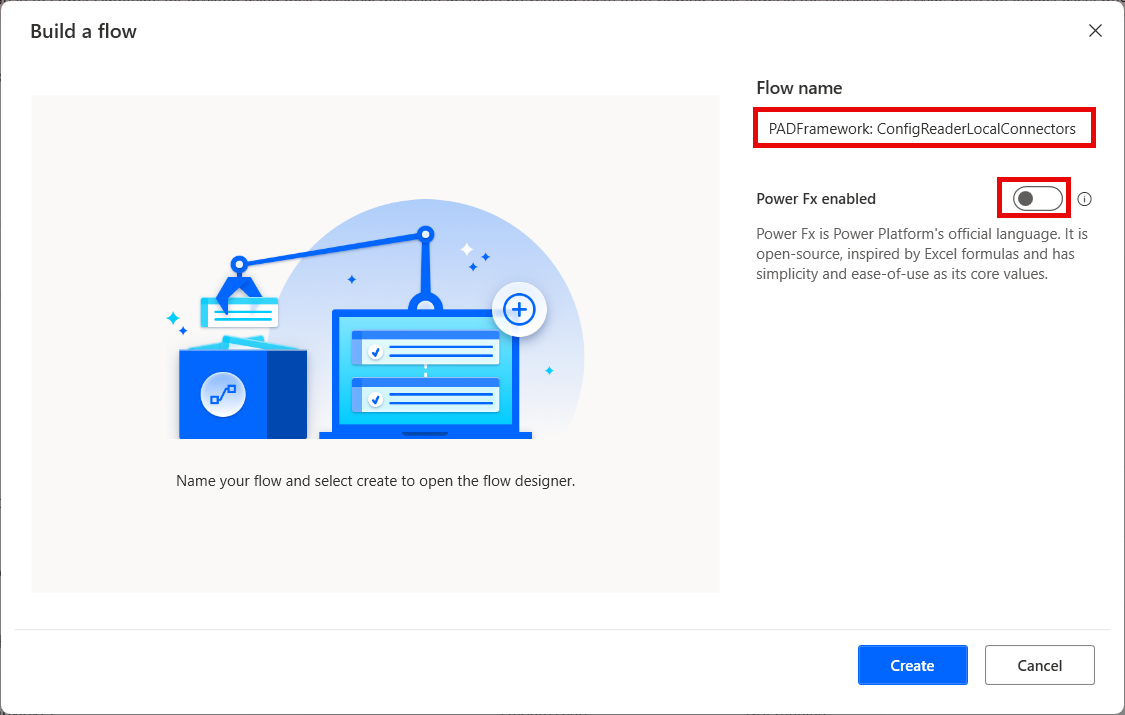 Build a flow
Flow name
PADFramework: ConfigReaderLocalConnectors
Power Fx enabled
Power Fx is Power Platform's official language. It is
open-source, inspired by Excel formulas and has
simplicity and ease-of-use as its core values.
Name your flow and select create to open the flow designer.
Create
Cancel